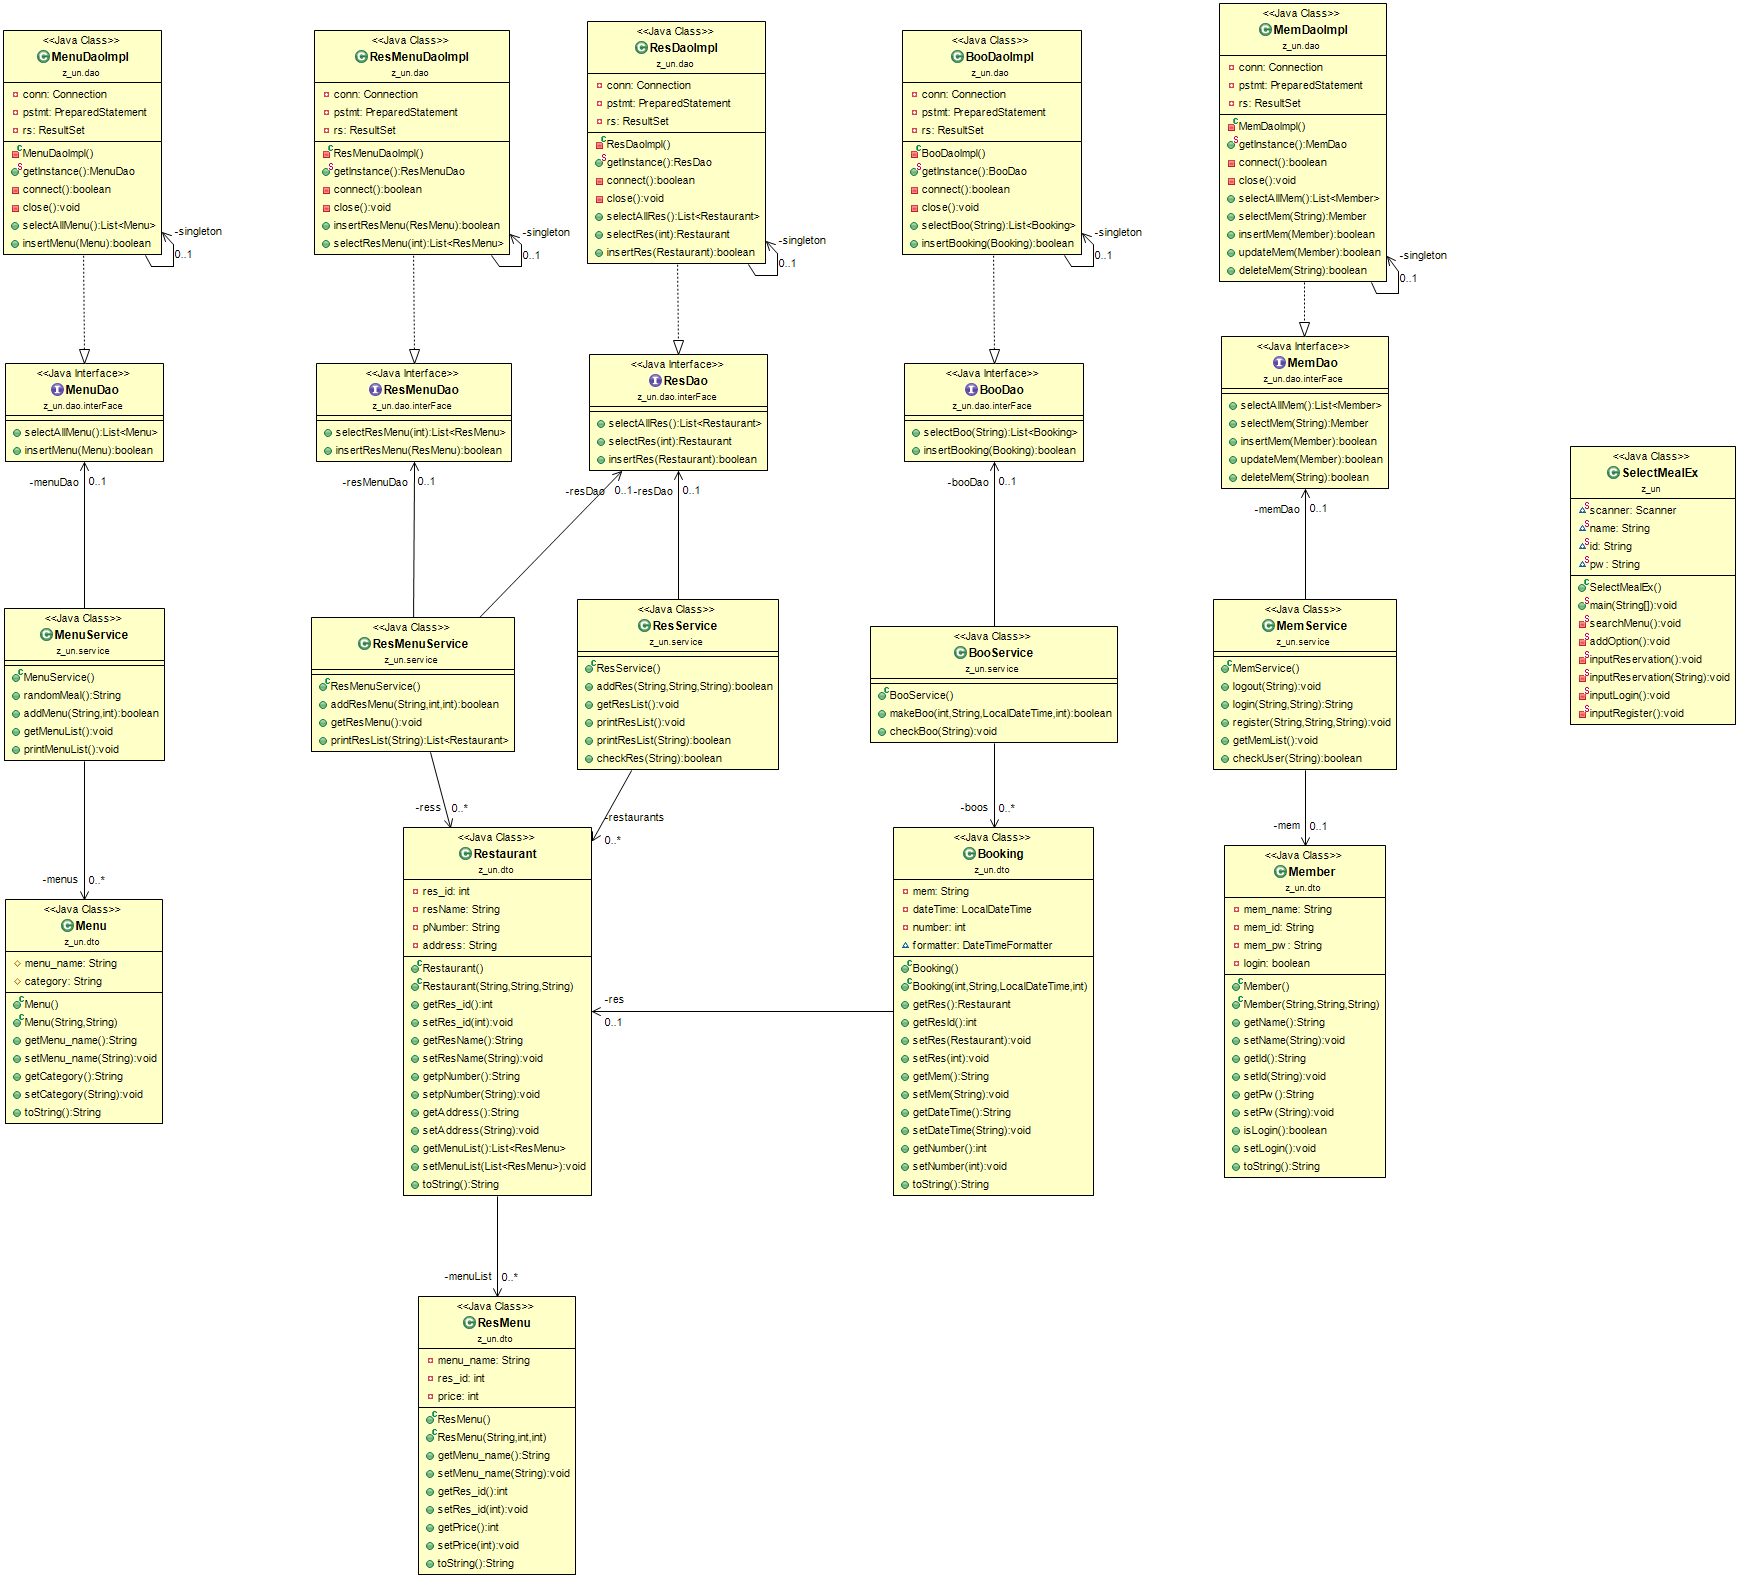 <<Java Class>>
MenuDaoImpl
z_un.dao
conn: Connection
pstmt: PreparedStatement
rs: ResultSet
MenuDaoImpl()
getInstance():MenuDao
connect():boolean
close():void
selectAllMenu():List<Menu>
insertMenu(Menu):boolean
-singleton
0..1
<<Java Class>>
ResMenuDaoImpl
z_un.dao
conn: Connection
pstmt: PreparedStatement
rs: ResultSet
ResMenuDaoImpl()
getInstance():ResMenuDao
connect():boolean
close():void
insertResMenu(ResMenu):boolean
selectResMenu(int):List<ResMenu>
-singleton
0..1
<<Java Class>>
ResDaoImpl
z_un.dao
conn: Connection
pstmt: PreparedStatement
rs: ResultSet
ResDaoImpl()
getInstance():ResDao
connect():boolean
close():void
selectAllRes():List<Restaurant>
selectRes(int):Restaurant
insertRes(Restaurant):boolean
-singleton
0..1
<<Java Class>>
BooDaoImpl
z_un.dao
conn: Connection
pstmt: PreparedStatement
rs: ResultSet
BooDaoImpl()
getInstance():BooDao
connect():boolean
close():void
selectBoo(String):List<Booking>
insertBooking(Booking):boolean
-singleton
0..1
<<Java Class>>
MemDaoImpl
z_un.dao
conn: Connection
pstmt: PreparedStatement
rs: ResultSet
MemDaoImpl()
getInstance():MemDao
connect():boolean
close():void
selectAllMem():List<Member>
selectMem(String):Member
insertMem(Member):boolean
updateMem(Member):boolean
deleteMem(String):boolean
-singleton
0..1
<<Java Interface>>
MenuDao
z_un.dao.interFace
selectAllMenu():List<Menu>
insertMenu(Menu):boolean
-menuDao 0..1
<<Java Interface>>
ResMenuDao
z_un.dao.interFace
selectResMenu(int):List<ResMenu>
insertResMenu(ResMenu):boolean
-resMenuDao 0..1
<<Java Interface>>
ResDao
z_un.dao.interFace
selectAllRes():List<Restaurant>
selectRes(int):Restaurant
insertRes(Restaurant):boolean
-resDao 0..1 -resDao 0..1
<<Java Interface>>
BooDao
z_un.dao.interFace
selectBoo(String):List<Booking>
insertBooking(Booking):boolean
-booDao 0..1
<<Java Interface>>
MemDao
z_un.dao.interFace
selectAllMem():List<Member>
selectMem(String):Member
insertMem(Member):boolean
updateMem(Member):boolean
deleteMem(String):boolean
-memDao 0..1
<<Java Class>>
SelectMealEx
z_un
scanner: Scanner
name: String
id: String
pw: String
SelectMealEx()
main(String[]):void
searchMenu():void
addOption():void
inputReservation():void
inputReservation(String):void
inputLogin():void
inputRegister():void
<<Java Class>>
MenuService
z_un.service
MenuService()
randomMeal():String
addMenu(String,int):boolean
getMenuList():void
printMenuList():void
-menus 0..*
<<Java Class>>
ResMenuService
z_un.service
ResMenuService()
addResMenu(String,int,int):boolean
getResMenu():void
printResList(String):List<Restaurant>
-ress 0..*
<<Java Class>>
ResService
z_un.service
ResService()
addRes(String,String,String):boolean
getResList():void
printResList():void
printResList(String):boolean
checkRes(String):boolean
-restaurants
0..*
<<Java Class>>
BooService
z_un.service
BooService()
makeBoo(int,String,LocalDateTime,int):boolean
checkBoo(String):void
-boos 0..*
<<Java Class>>
MemService
z_un.service
MemService()
logout(String):void
login(String,String):String
register(String,String,String):void
getMemList():void
checkUser(String):boolean
-mem 0..1
<<Java Class>>
Menu
z_un.dto
menu_name: String
category: String
Menu()
Menu(String,String)
getMenu_name():String
setMenu_name(String):void
getCategory():String
setCategory(String):void
toString():String
<<Java Class>>
Restaurant
z_un.dto
res_id: int
resName: String
pNumber: String
address: String
Restaurant()
Restaurant(String,String,String)
getRes_id():int
setRes_id(int):void
getResName():String
setResName(String):void
getpNumber():String
setpNumber(String):void
getAddress():String
setAddress(String):void
getMenuList():List<ResMenu>
setMenuList(List<ResMenu>):void
toString():String
-res
0..1
<<Java Class>>
Booking
z_un.dto
mem: String
dateTime: LocalDateTime
number: int
formatter: DateTimeFormatter
Booking()
Booking(int,String,LocalDateTime,int)
getRes():Restaurant
getResId():int
setRes(Restaurant):void
setRes(int):void
getMem():String
setMem(String):void
getDateTime():String
setDateTime(String):void
getNumber():int
setNumber(int):void
toString():String
<<Java Class>>
Member
z_un.dto
mem_name: String
mem_id: String
mem_pw: String
login: boolean
Member()
Member(String,String,String)
getName():String
setName(String):void
getId():String
setId(String):void
getPw():String
setPw(String):void
isLogin():boolean
setLogin():void
toString():String
-menuList 0..*
<<Java Class>>
ResMenu
z_un.dto
menu_name: String
res_id: int
price: int
ResMenu()
ResMenu(String,int,int)
getMenu_name():String
setMenu_name(String):void
getRes_id():int
setRes_id(int):void
getPrice():int
setPrice(int):void
toString():String